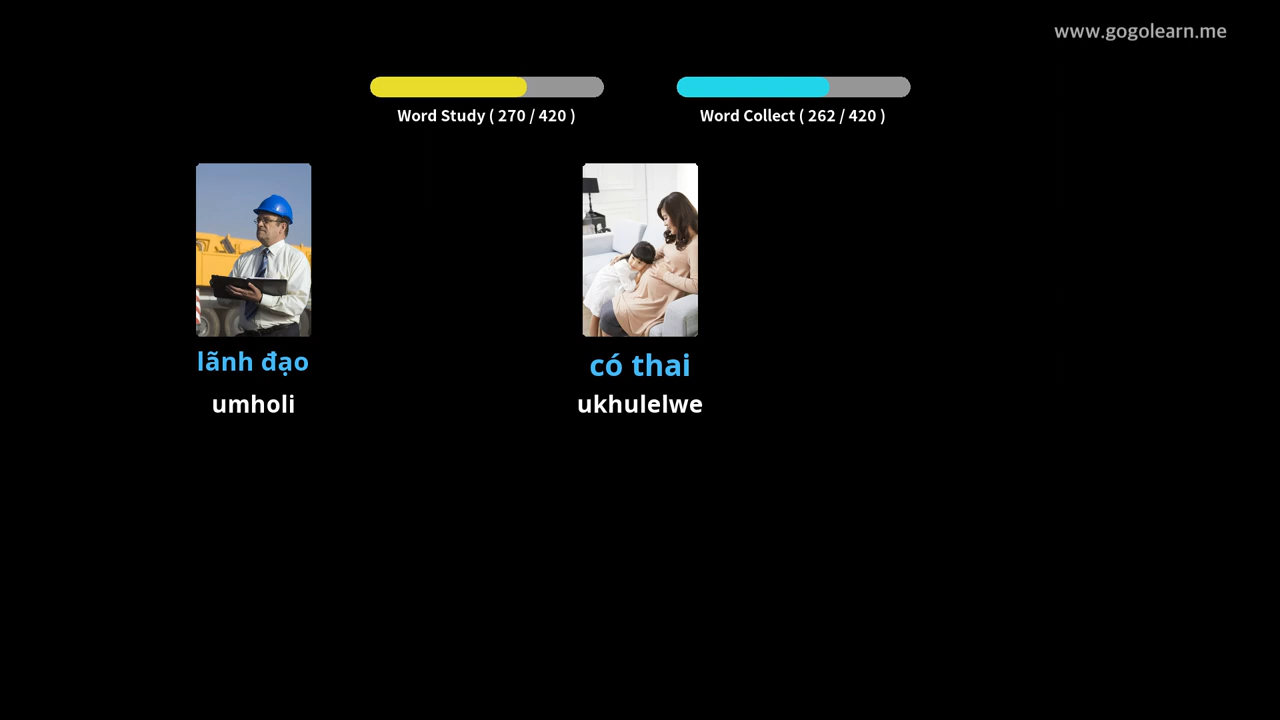 www.gogolearn.me
Word Study ( 270 / 420 )
Word Collect ( 262 / 420 )
lãnh đạo
umholi
có thai
ukhulelwe